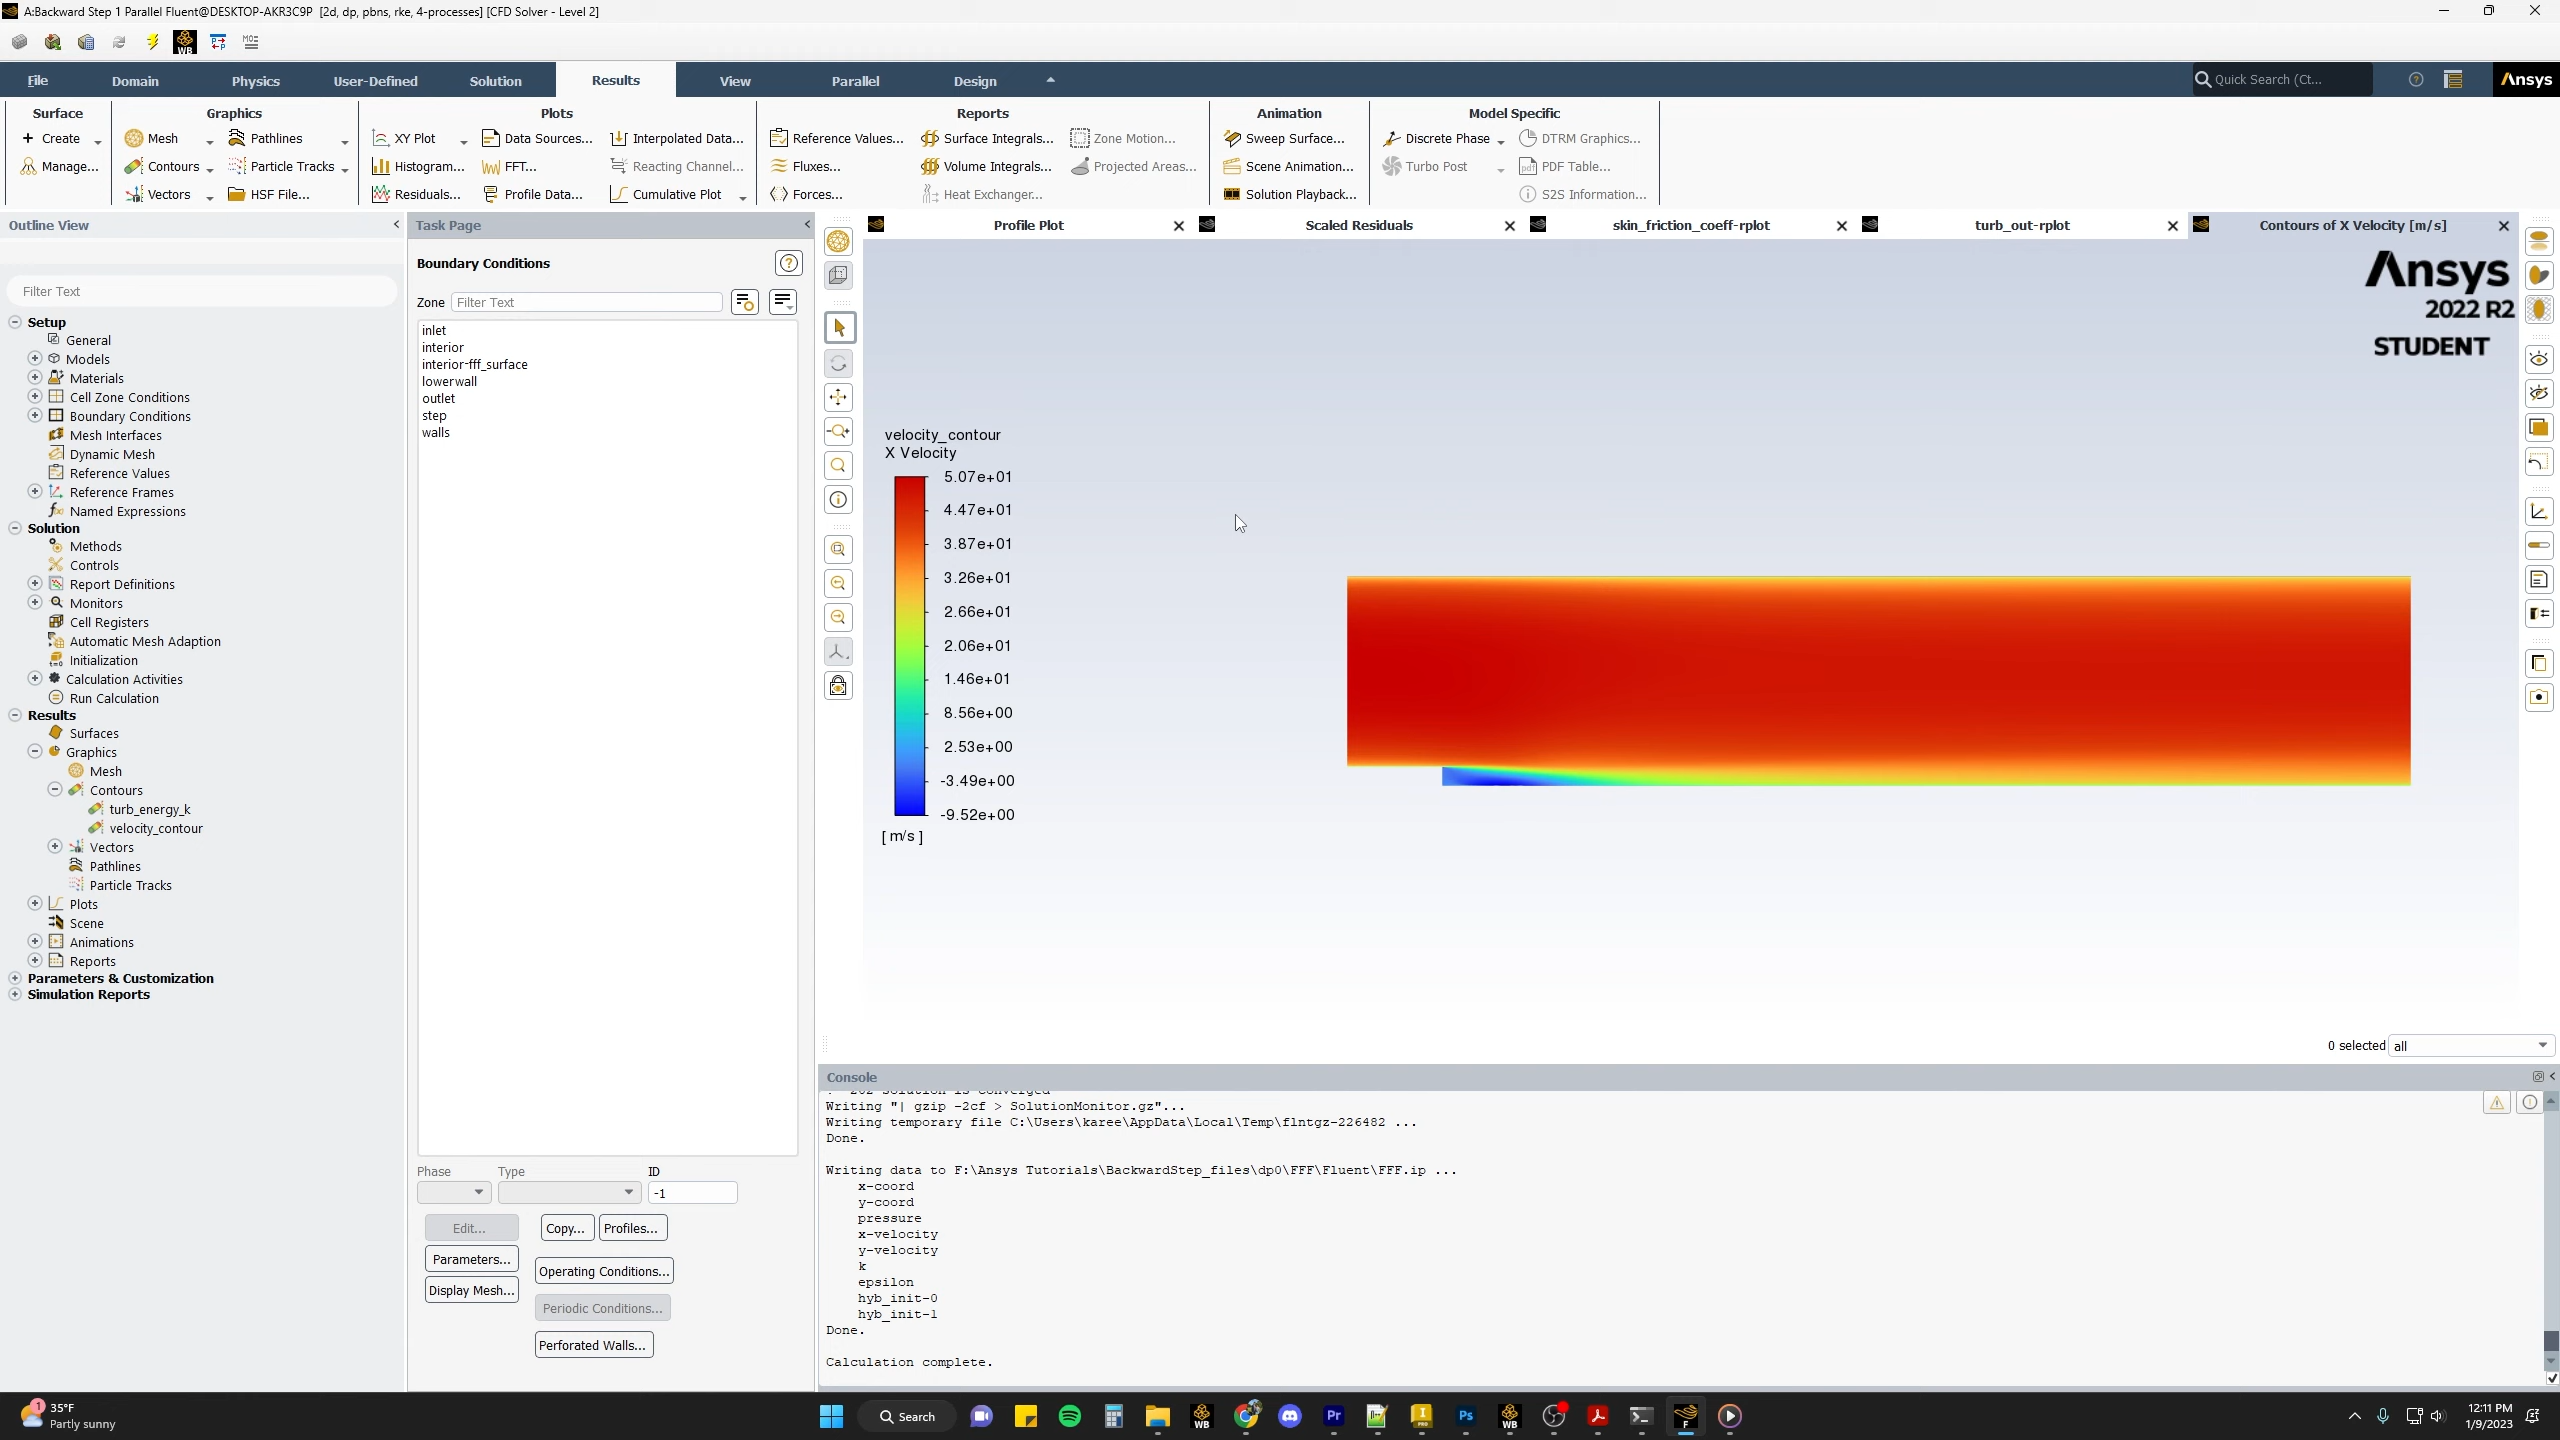 A:Backward Step 1 Parallel Fluent@DESKTOP-AKR3C9P [2d, dp, pbns, rke, 4-processes] [CFD Solver - Level 2]
WB
File Domain Physics User-Defined Solution Results View Parallel Design
Quick Search (Ct...
Ansys
Surface Graphics Plots Reports Animation Model Specific
Create Mesh Pathlines XY Plot Data Sources... Interpolated Data... Reference Values... Surface Integrals... Zone Motion... Sweep Surface... Discrete Phase DTRM Graphics...
Manage... Contours Particle Tracks Histogram... FFT... Reacting Channel... Fluxes... Volume Integrals... Projected Areas... Scene Animation... Turbo Post PDF Table...
Vectors HSF File... Residuals... Profile Data... Cumulative Plot Forces... Heat Exchanger... Solution Playback... S2S Information...
Outline View
Filter Text
Setup
General
Models
Materials
Cell Zone Conditions
Boundary Conditions
Mesh Interfaces
Dynamic Mesh
Reference Values
Reference Frames
Named Expressions
Solution
Methods
Controls
Report Definitions
Monitors
Cell Registers
Automatic Mesh Adaption
Initialization
Calculation Activities
Run Calculation
Results
Surfaces
Graphics
Mesh
Contours
turb_energy_k
velocity_contour
Vectors
Pathlines
Particle Tracks
Plots
Scene
Animations
Reports
Parameters & Customization
Simulation Reports
Task Page
Boundary Conditions
Zone Filter Text
inlet
interior
interior-fff_surface
lowerwall
outlet
step
walls
Phase Type ID
-1
Edit... Copy... Profiles...
Parameters... Operating Conditions...
Display Mesh... Periodic Conditions...
Perforated Walls...
Profile Plot Scaled Residuals skin_friction_coeff-rplot turb_out-rplot Contours of X Velocity [m/s]
Ansys
2022 R2
STUDENT
velocity_contour
X Velocity
5.07e+01
4.47e+01
3.87e+01
3.26e+01
2.66e+01
2.06e+01
1.46e+01
8.56e+00
2.53e+00
-3.49e+00
-9.52e+00
[ m/s ]
0 selected all
Console
! 202 solution is converged
Writing "| gzip -2cf > SolutionMonitor.gz"...
Writing temporary file C:\Users\karee\AppData\Local\Temp\flntgz-226482 ...
Done.
Writing data to F:\Ansys Tutorials\BackwardStep_files\dp0\FFF\Fluent\FFF.ip ...
x-coord
y-coord
pressure
x-velocity
y-velocity
k
epsilon
hyb_init-0
hyb_init-1
Done.
Calculation complete.
1
35°F
Partly sunny
Search
WB
Pr
PRO
Ps
WB
F
12:11 PM
1/9/2023